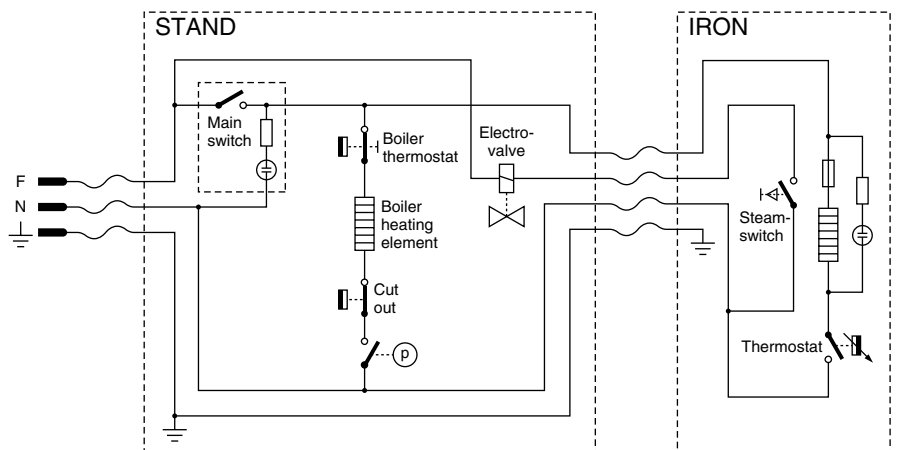 STAND
IRON
Main
switch
Boiler
thermostat
Electro-
valve
F
N
Boiler
heating
element
Steam-
switch
Cut
out
p
Thermostat